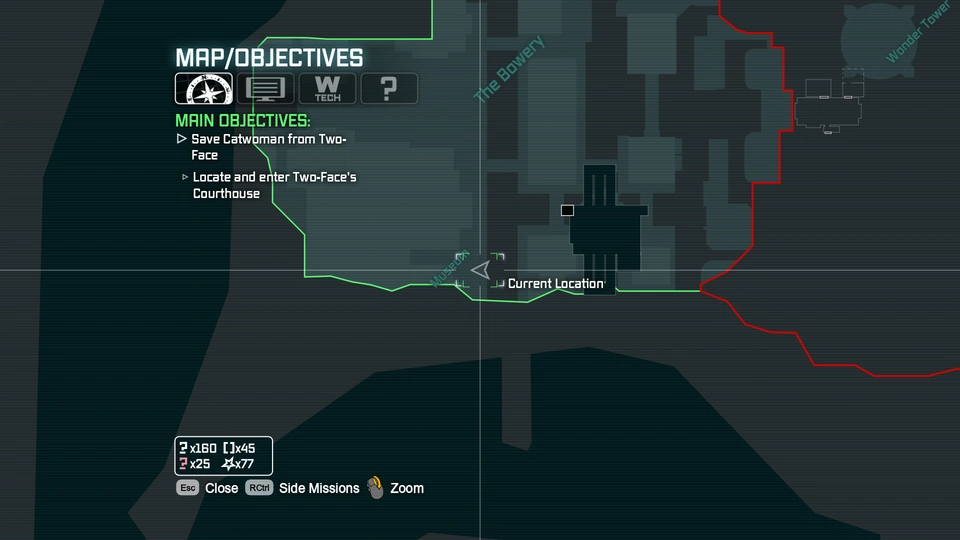 MAP/OBJECTIVES
W
TECH
?
MAIN OBJECTIVES:
Save Catwoman from Two-
Face
Locate and enter Two-Face's
Courthouse
The Bowery
Wonder Tower
Museum
Current Location
? x160 [ ] x45
? x25 x77
Esc Close RCtrl Side Missions Zoom